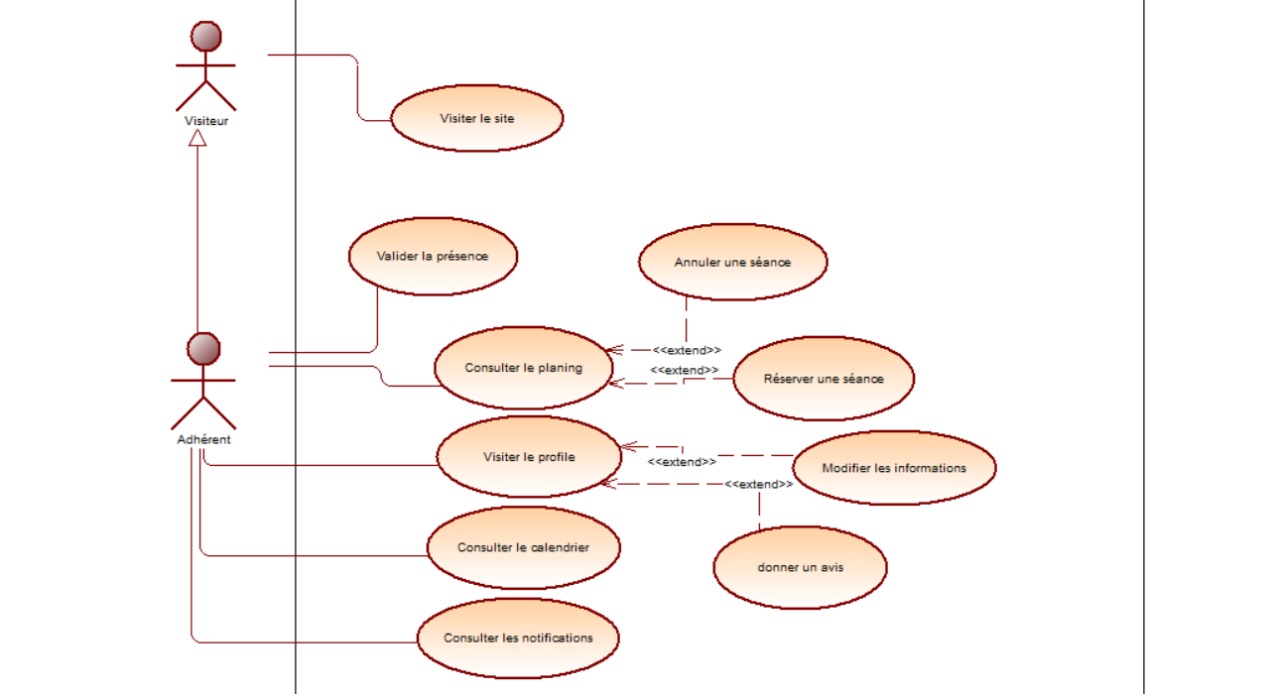 Visiteur
Visiter le site
Valider la présence
Annuler une séance
<<extend>>
Consulter le planing
<<extend>>
Réserver une séance
Adhérent
Visiter le profile
<<extend>>
Modifier les informations
<<extend>>
Consulter le calendrier
donner un avis
Consulter les notifications